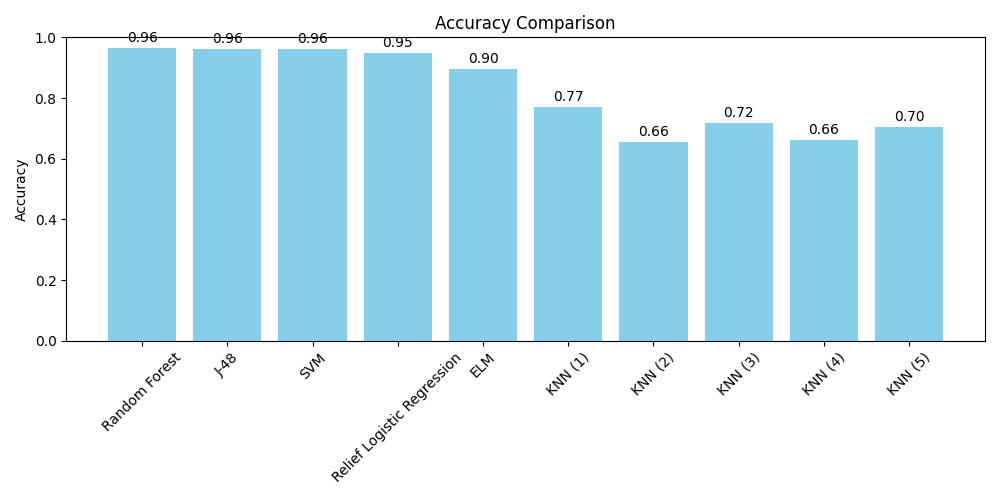 Accuracy Comparison
0.96 0.96 0.96 0.95 0.90 0.77 0.66 0.72 0.66 0.70
1.0
0.8
0.6
0.4
0.2
0.0
Accuracy
Random Forest
J-48
SVM
Relief Logistic Regression
ELM
KNN (1)
KNN (2)
KNN (3)
KNN (4)
KNN (5)